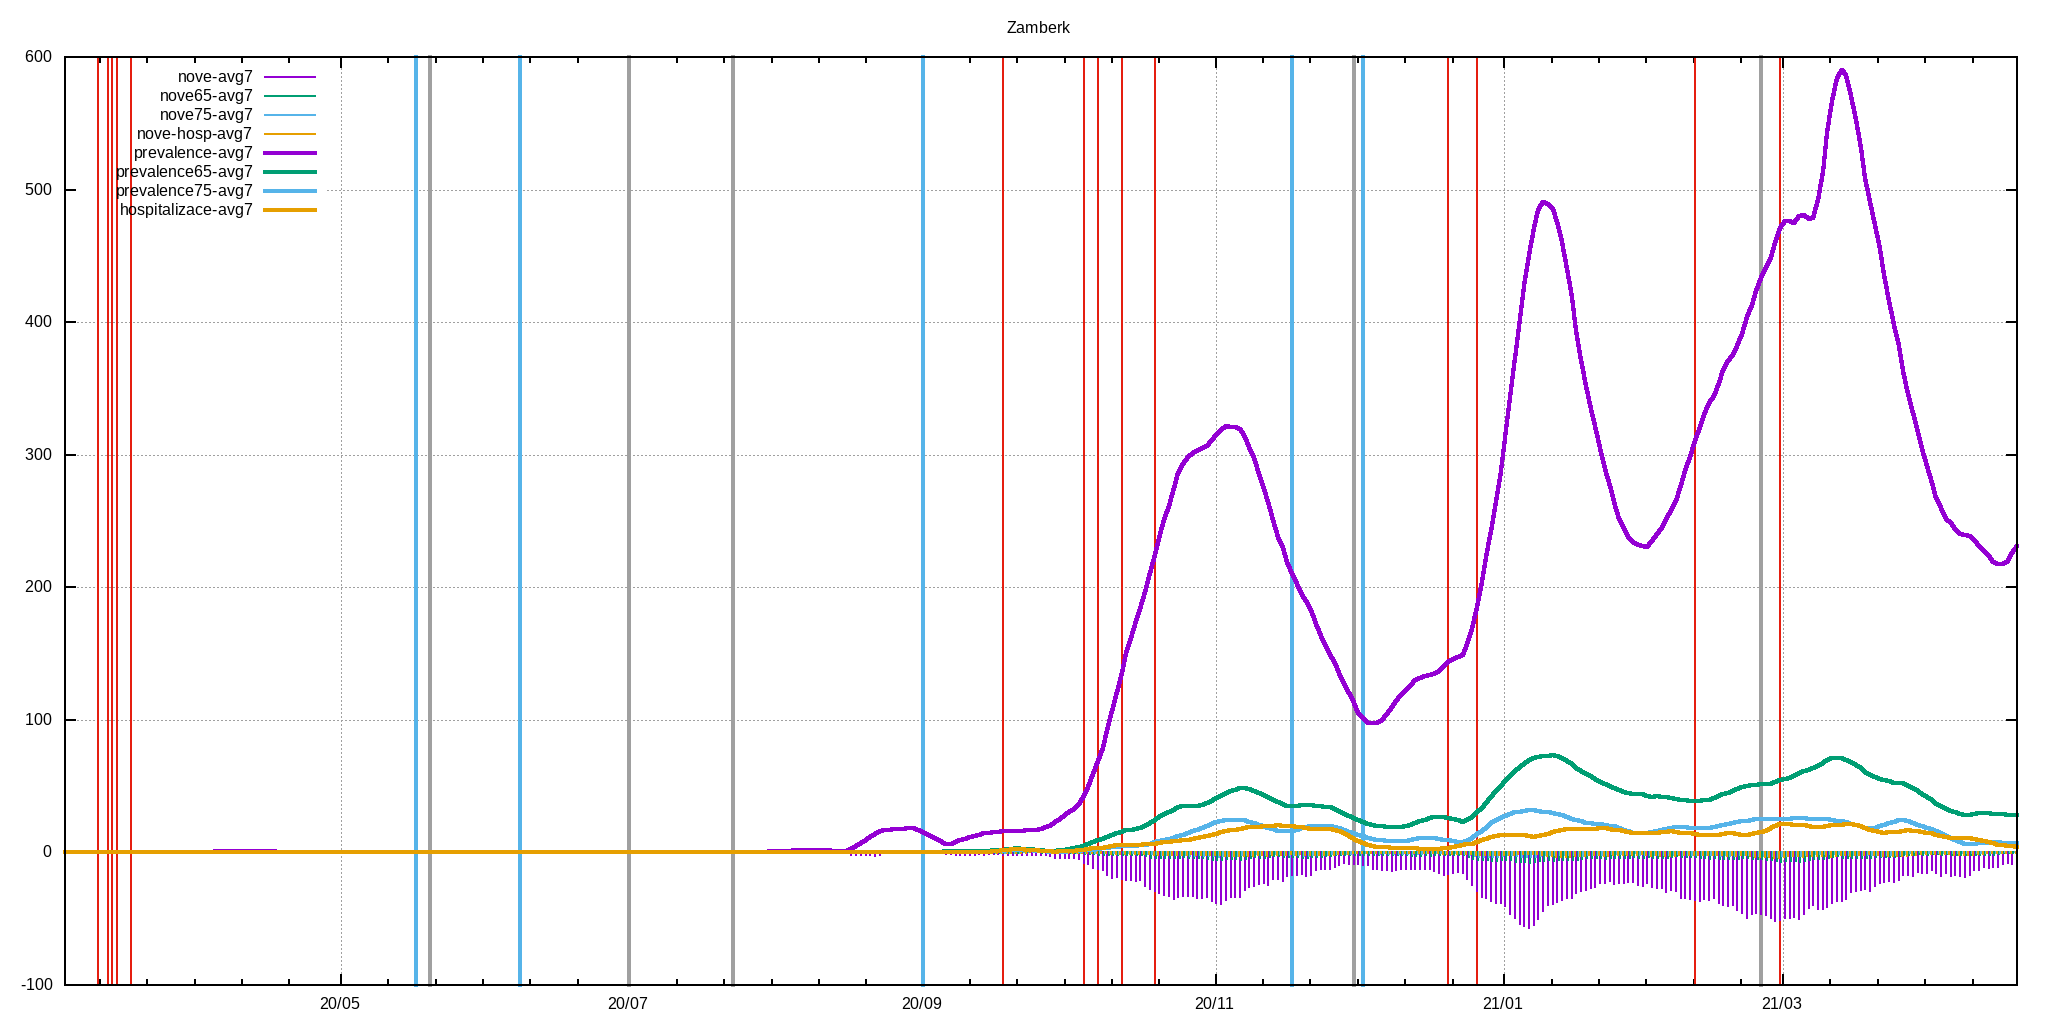 Zamberk
600
500
400
300
200
100
0
-100
nove-avg7
nove65-avg7
nove75-avg7
nove-hosp-avg7
prevalence-avg7
prevalence65-avg7
prevalence75-avg7
hospitalizace-avg7
20/05
20/07
20/09
20/11
21/01
21/03